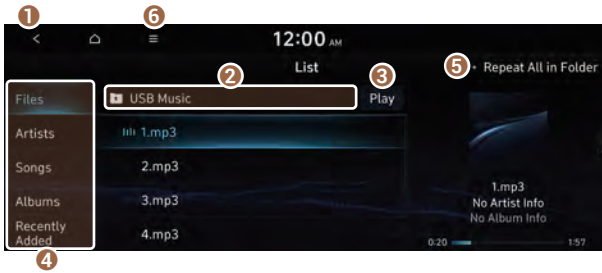 1
6
12:00 AM
List
2
3
5
• Repeat All in Folder
Files
USB Music
Play
Artists
1.mp3
Songs
2.mp3
Albums
3.mp3
Recently
Added
4.mp3
1.mp3
No Artist Info
No Album Info
0:20
1:57
4